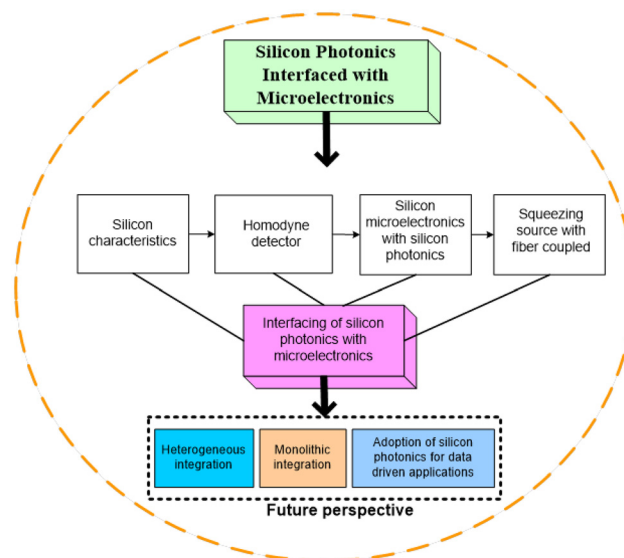 Silicon Photonics
Interfaced with
Microelectronics
Silicon
characteristics
Homodyne
detector
Silicon
microelectronics
with silicon
photonics
Squeezing
source with
fiber coupled
Interfacing of silicon
photonics with
microelectronics
Heterogeneous
integration
Monolithic
integration
Adoption of silicon
photonics for data
driven applications
Future perspective